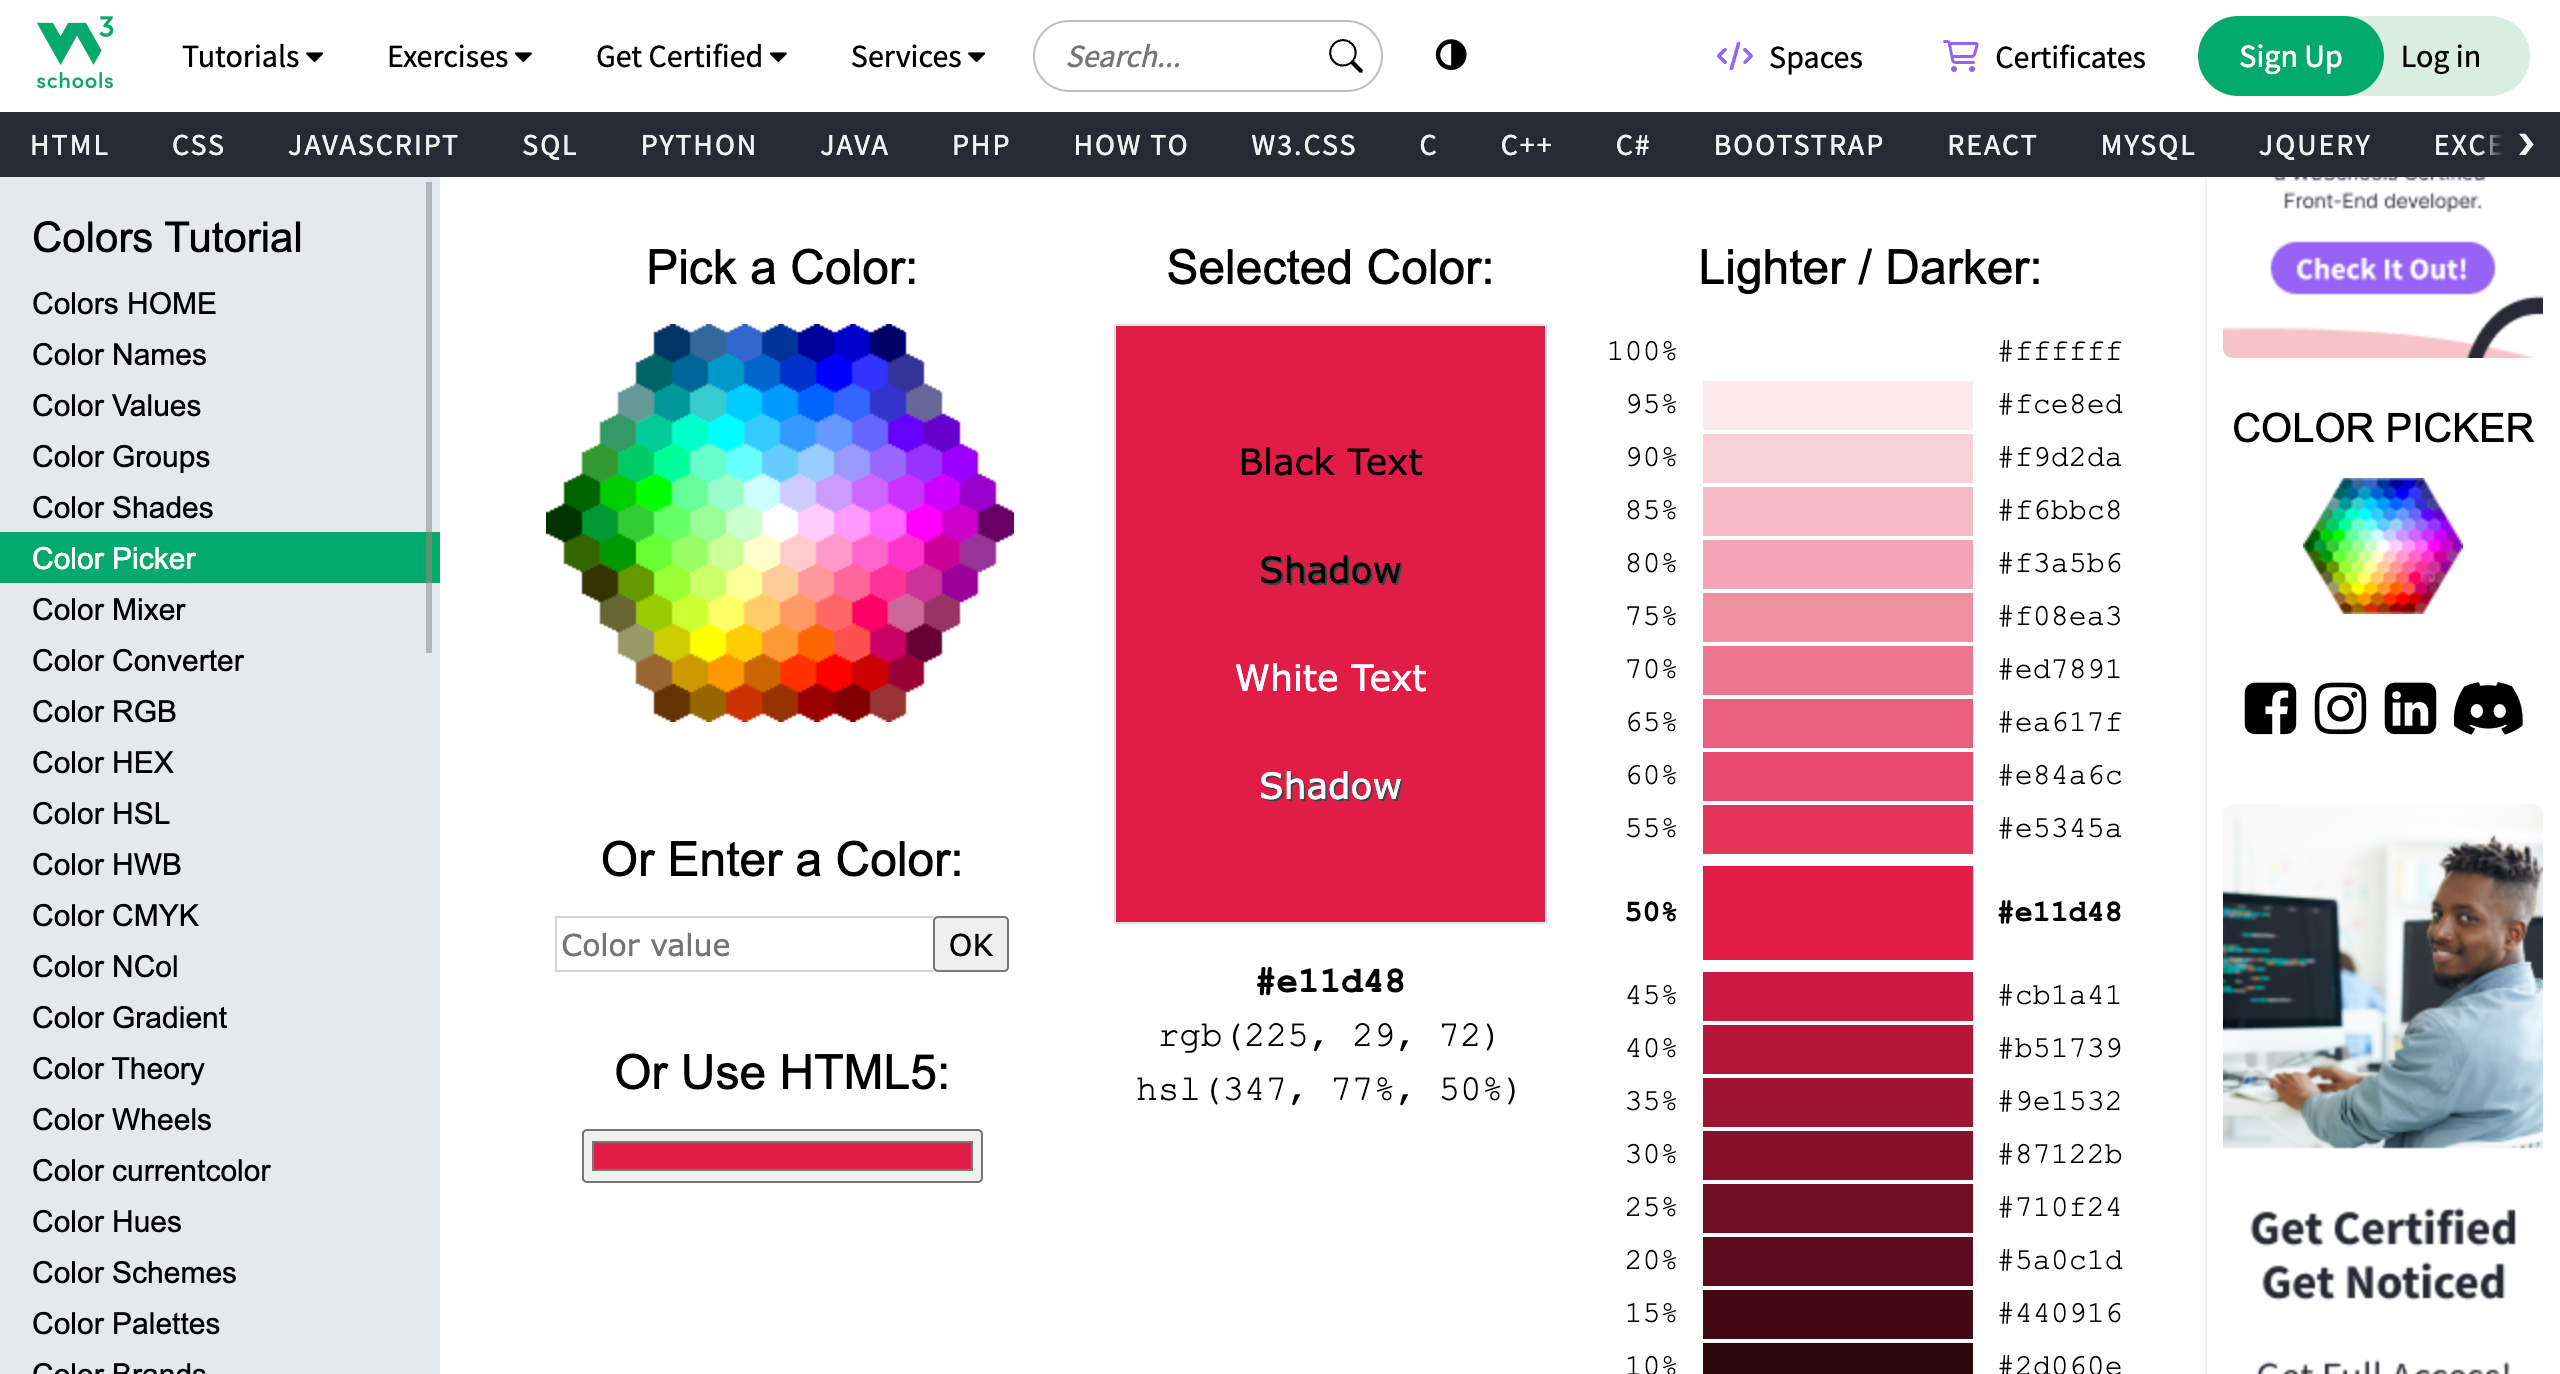 3
schools
Tutorials
Exercises
Get Certified
Services
Search...
Spaces
Certificates
Sign Up
Log in
HTML
CSS
JAVASCRIPT
SQL
PYTHON
JAVA
PHP
HOW TO
W3.CSS
C
C++
C#
BOOTSTRAP
REACT
MYSQL
JQUERY
EXCE
Colors Tutorial
Colors HOME
Color Names
Color Values
Color Groups
Color Shades
Color Picker
Color Mixer
Color Converter
Color RGB
Color HEX
Color HSL
Color HWB
Color CMYK
Color NCol
Color Gradient
Color Theory
Color Wheels
Color currentcolor
Color Hues
Color Schemes
Color Palettes
Color Brands
Pick a Color:
Or Enter a Color:
Color value
OK
Or Use HTML5:
Selected Color:
Black Text
Shadow
White Text
Shadow
#e11d48
rgb(225, 29, 72)
hsl(347, 77%, 50%)
Lighter / Darker:
100% #ffffff
95% #fce8ed
90% #f9d2da
85% #f6bbc8
80% #f3a5b6
75% #f08ea3
70% #ed7891
65% #ea617f
60% #e84a6c
55% #e5345a
50% #e11d48
45% #cb1a41
40% #b51739
35% #9e1532
30% #87122b
25% #710f24
20% #5a0c1d
15% #440916
10% #2d060e
a W3Schools Certified
Front-End developer.
Check It Out!
COLOR PICKER
Get Certified
Get Noticed
Get Full Access!